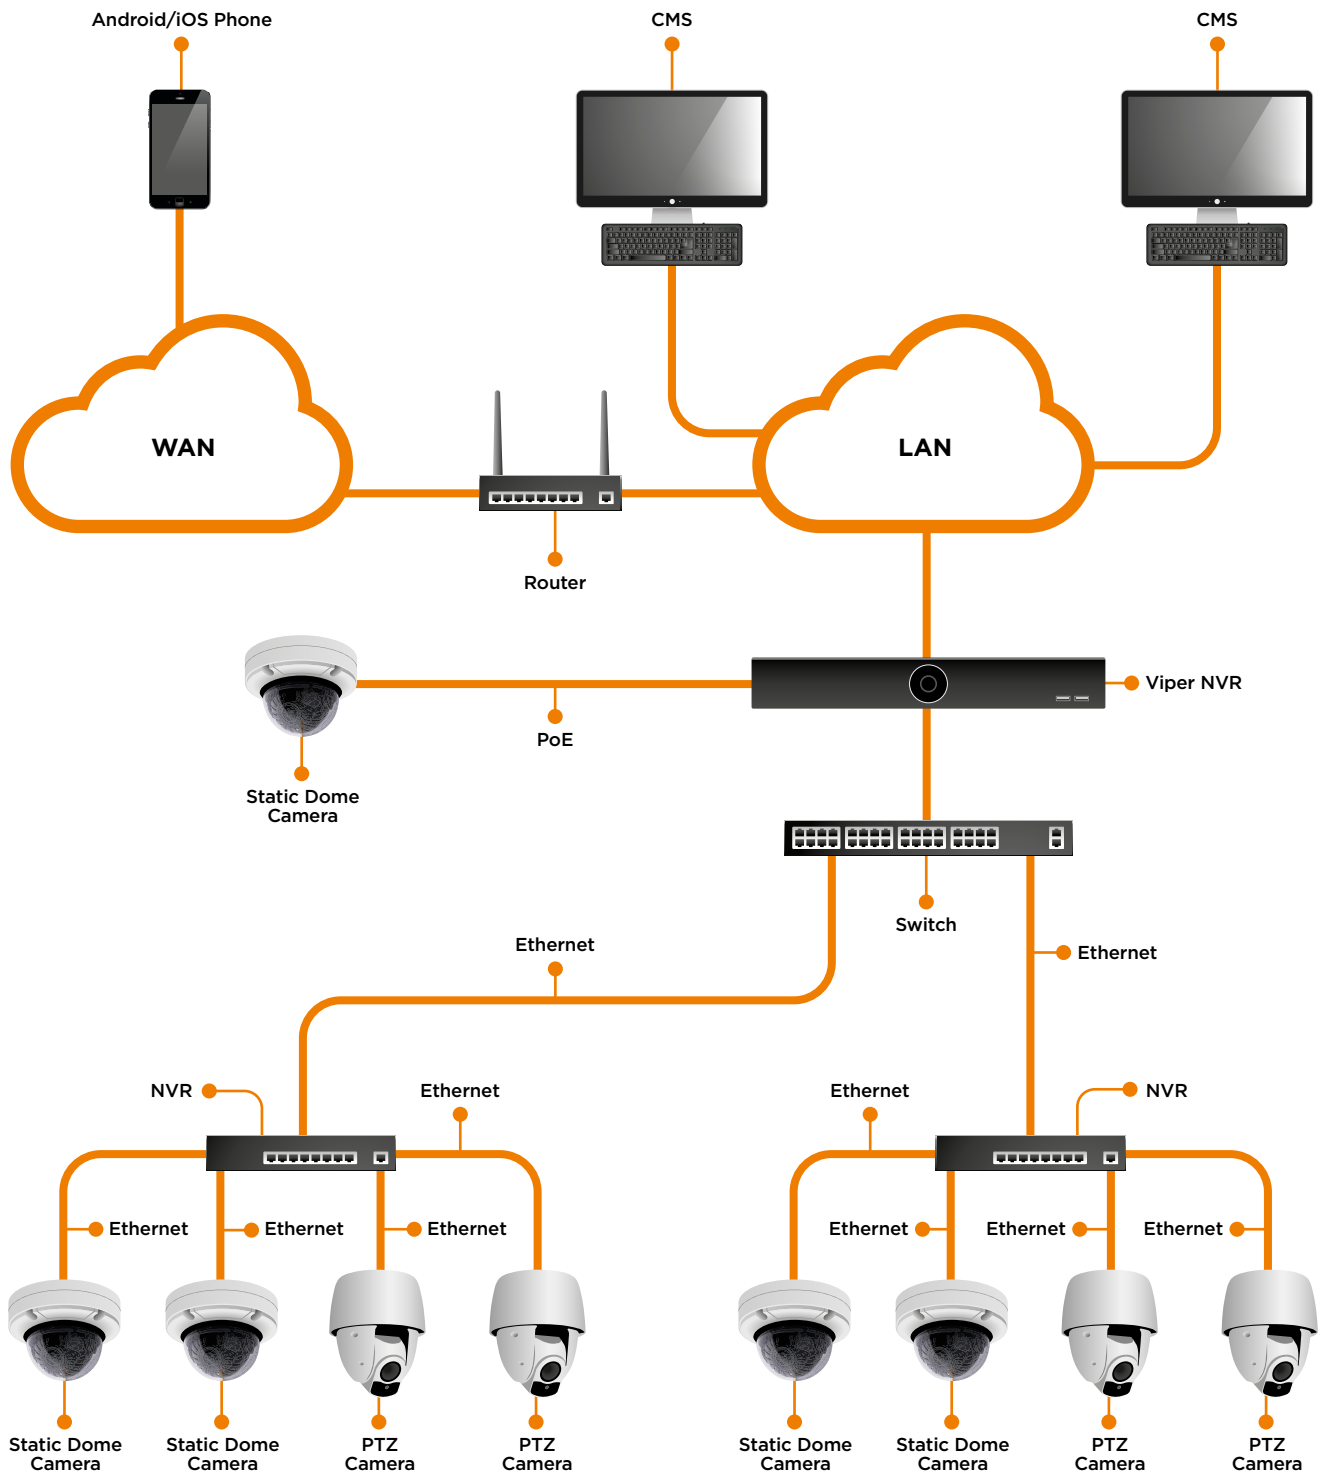 Android/iOS Phone
CMS
CMS
WAN
LAN
Router
Viper NVR
PoE
Static Dome
Camera
Switch
Ethernet
Ethernet
NVR
Ethernet
Ethernet
NVR
Ethernet
Ethernet
Ethernet
Ethernet
Ethernet
Ethernet
Static Dome
Camera
Static Dome
Camera
PTZ
Camera
PTZ
Camera
Static Dome
Camera
Static Dome
Camera
PTZ
Camera
PTZ
Camera